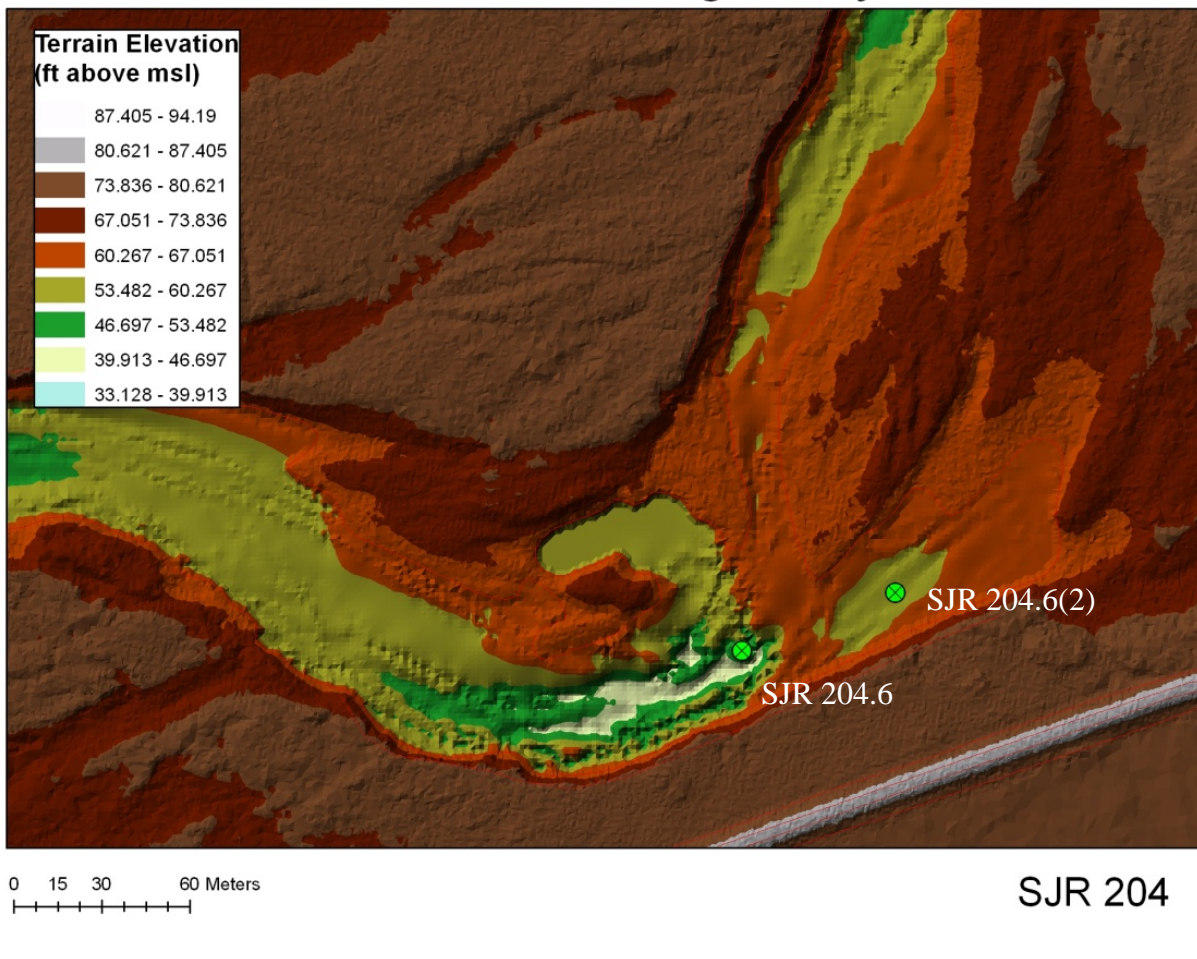 Terrain Elevation
(ft above msl)
87.405 - 94.19
80.621 - 87.405
73.836 - 80.621
67.051 - 73.836
60.267 - 67.051
53.482 - 60.267
46.697 - 53.482
39.913 - 46.697
33.128 - 39.913
SJR 204.6(2)
SJR 204.6
0 15 30 60 Meters
SJR 204